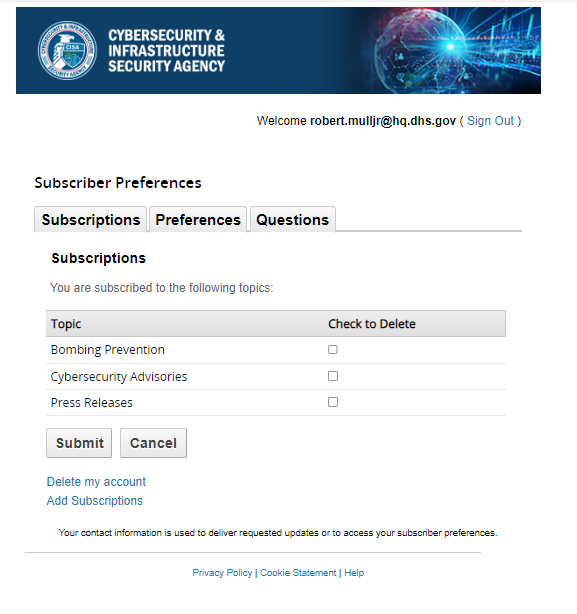 CISA
CYBERSECURITY &
INFRASTRUCTURE
SECURITY AGENCY
Welcome robert.mulljr@hq.dhs.gov ( Sign Out )
Subscriber Preferences
Subscriptions Preferences Questions
Subscriptions
You are subscribed to the following topics:
Topic Check to Delete
Bombing Prevention
Cybersecurity Advisories
Press Releases
Submit Cancel
Delete my account
Add Subscriptions
Your contact information is used to deliver requested updates or to access your subscriber preferences.
Privacy Policy | Cookie Statement | Help